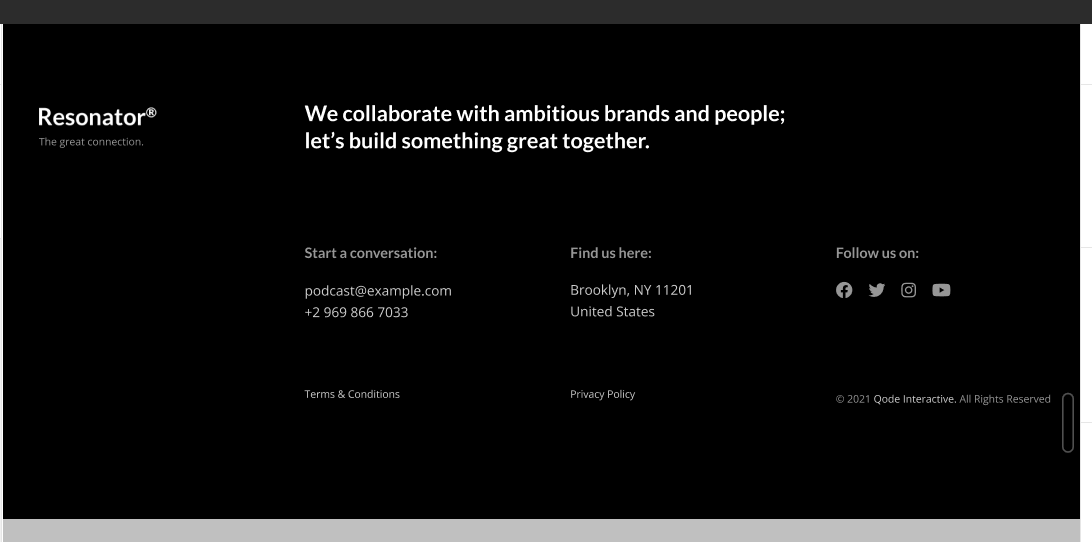 Resonator®
The great connection.
We collaborate with ambitious brands and people;
let’s build something great together.
Start a conversation:
podcast@example.com
+2 969 866 7033
Find us here:
Brooklyn, NY 11201
United States
Follow us on:
Terms & Conditions
Privacy Policy
© 2021 Qode Interactive. All Rights Reserved